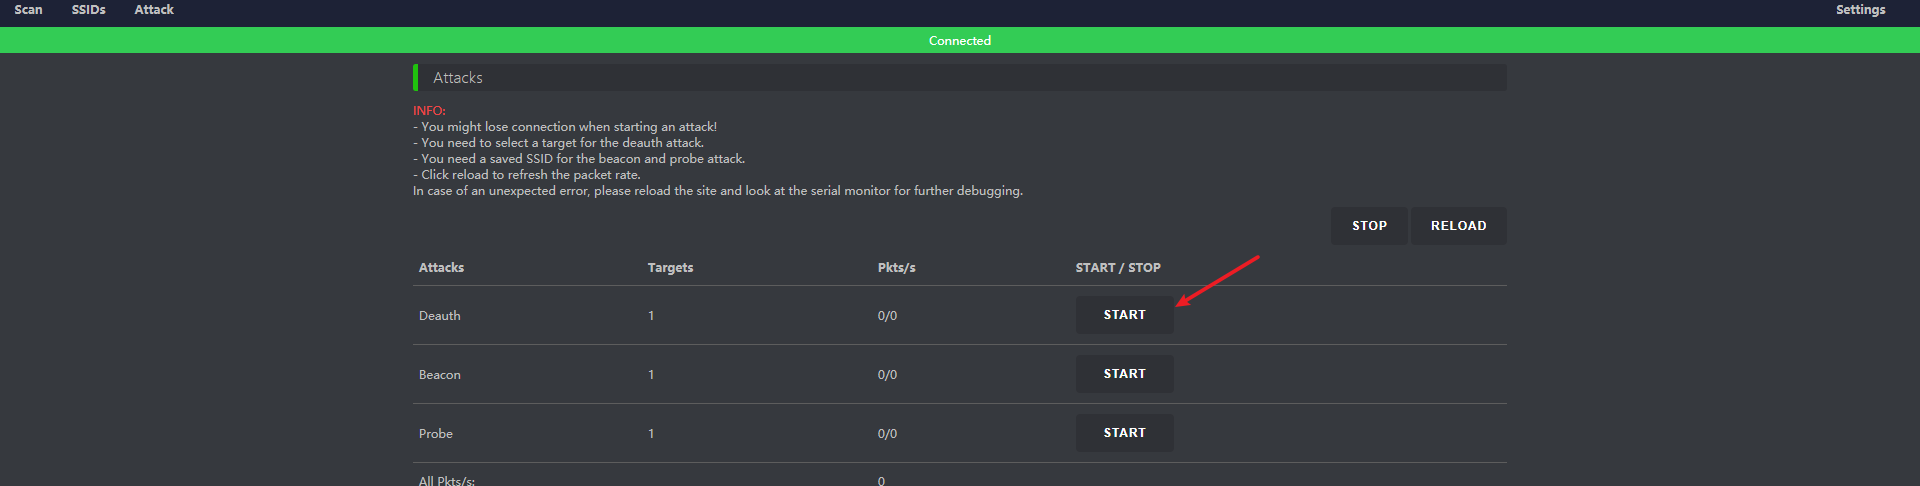 Scan SSIDs Attack Settings
Connected
Attacks
INFO:
- You might lose connection when starting an attack!
- You need to select a target for the deauth attack.
- You need a saved SSID for the beacon and probe attack.
- Click reload to refresh the packet rate.
In case of an unexpected error, please reload the site and look at the serial monitor for further debugging.
STOP RELOAD
Attacks Targets Pkts/s START / STOP
Deauth 1 0/0 START
Beacon 1 0/0 START
Probe 1 0/0 START
All Pkts/s: 0